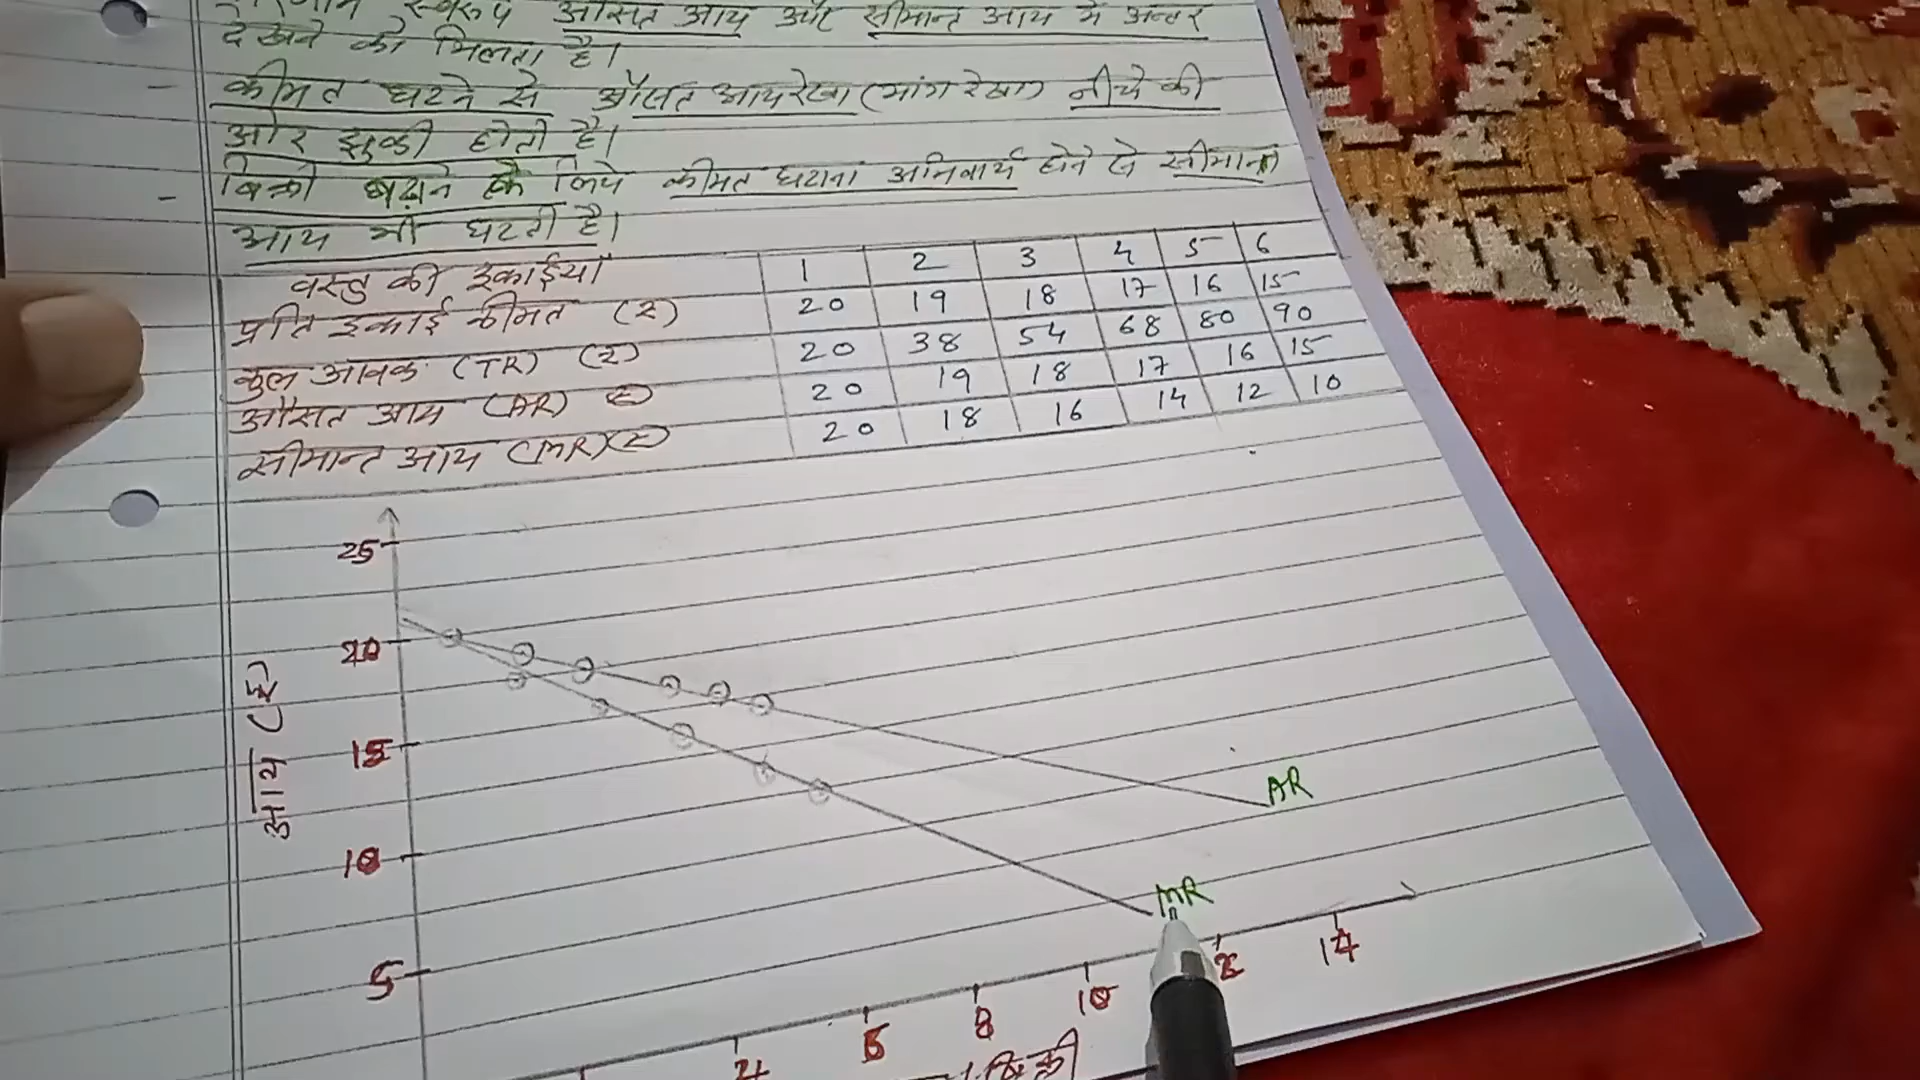 स्वरुप औसत आय और सीमान्त आय मे अन्तर
देखने को मिलता है।
- कीमत घटने से औसत आयरेखा (मांग रेखा) नीचे की
ओर झुकी होती है।
- बिक्री बढ़ाने के लिये कीमत घटाना अनिवार्य होने से सीमान्त
आय भी घटती है।
वस्तु की इकाईयां 1 2 3 4 5 6
प्रति इकाई कीमत (₹) 20 19 18 17 16 15
कुल आवक (TR) (₹) 20 38 54 68 80 90
औसत आय (AR) (₹) 20 19 18 17 16 15
सीमान्त आय (MR) (₹) 20 18 16 14 12 10
25
20
15
10
5
आय (₹)
AR
MR
4 6 8 10 12 14